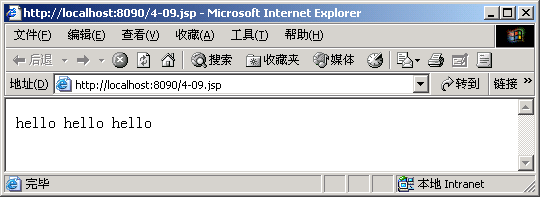 http://localhost:8090/4-09.jsp - Microsoft Internet Explorer
文件(F) 编辑(E) 查看(V) 收藏(A) 工具(T) 帮助(H)
后退 搜索 收藏夹 媒体
地址(D) http://localhost:8090/4-09.jsp 转到 链接 »
hello hello hello
完毕 本地 Intranet